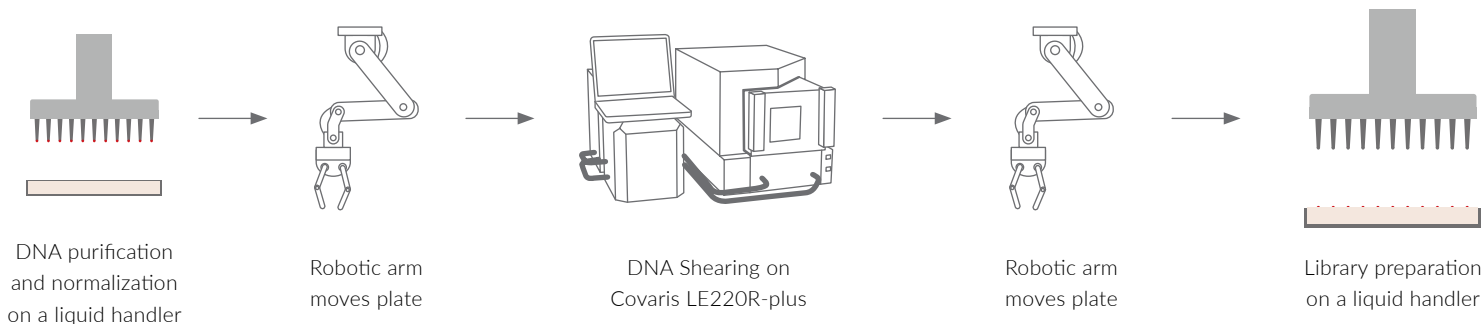 DNA purification
and normalization
on a liquid handler
Robotic arm
moves plate
DNA Shearing on
Covaris LE220R-plus
Robotic arm
moves plate
Library preparation
on a liquid handler